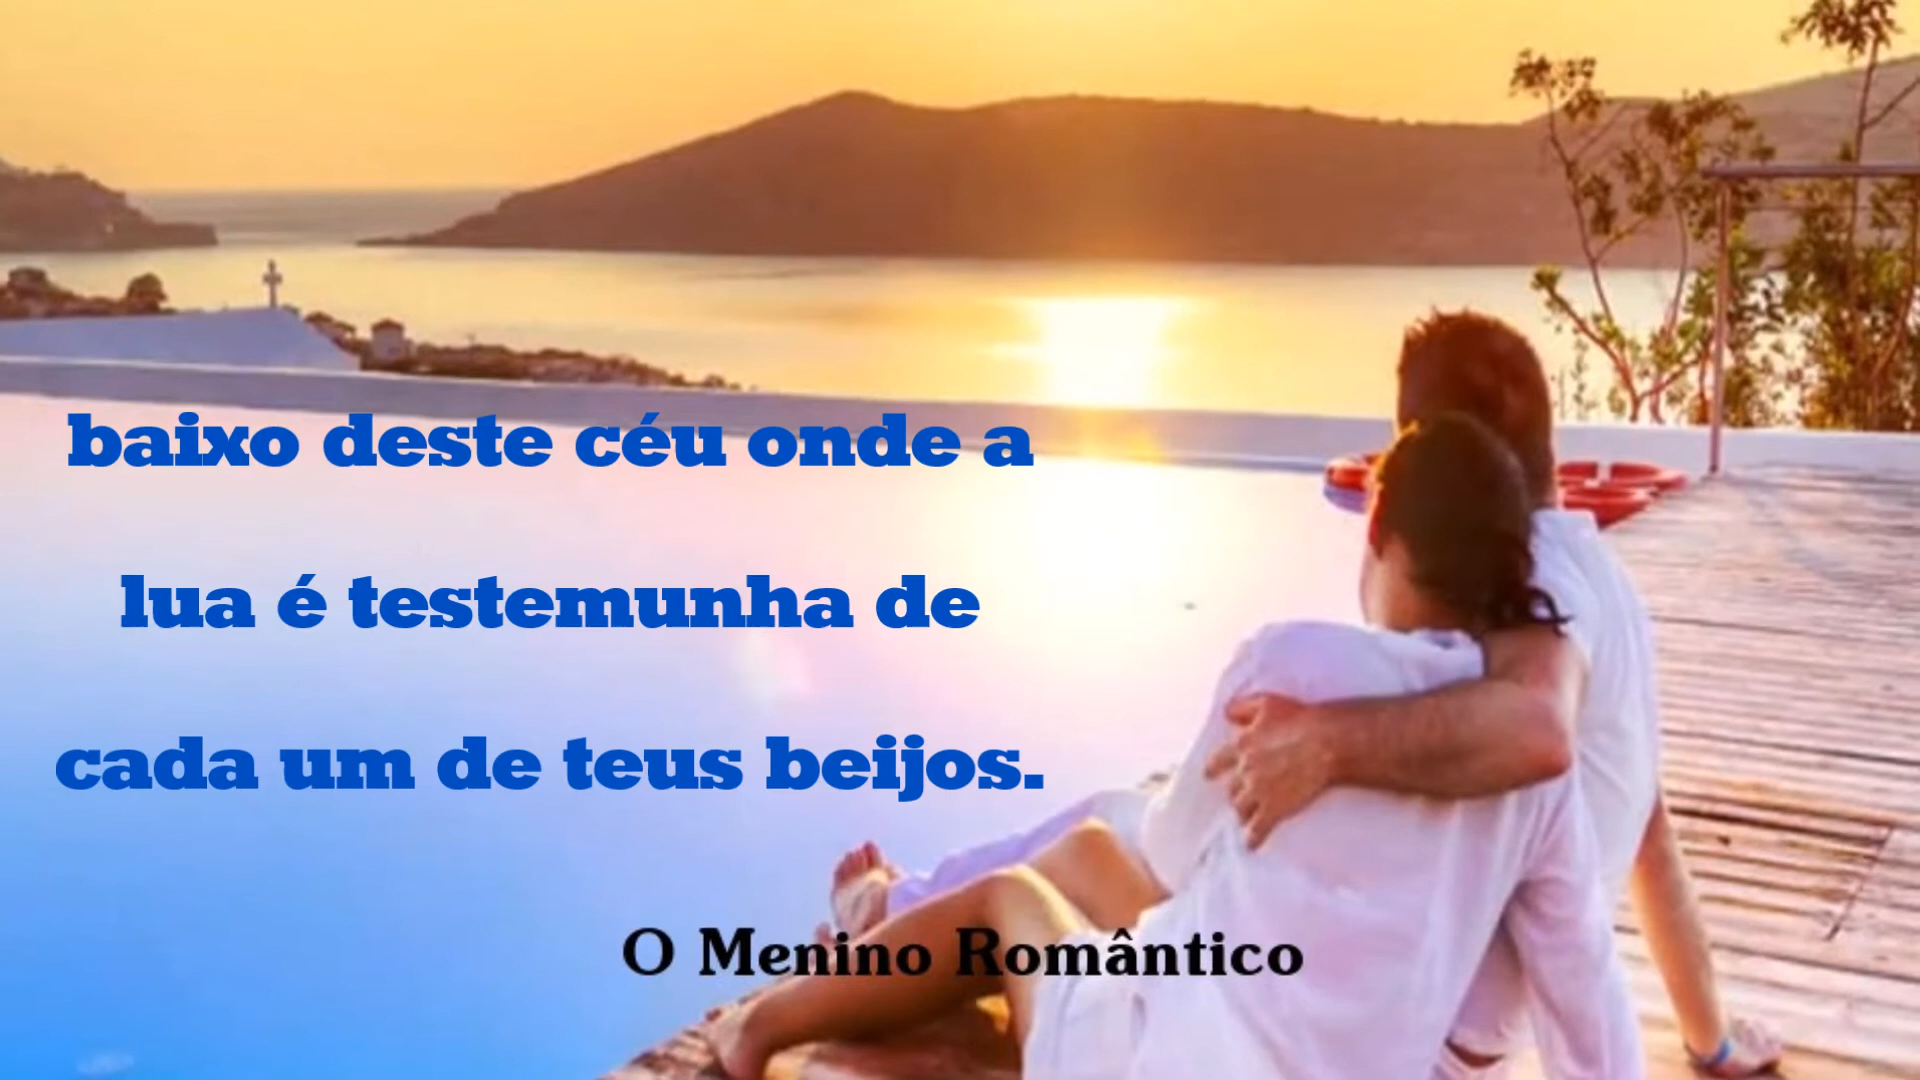 baixo deste céu onde a
lua é testemunha de
cada um de teus beijos.
O Menino Romântico